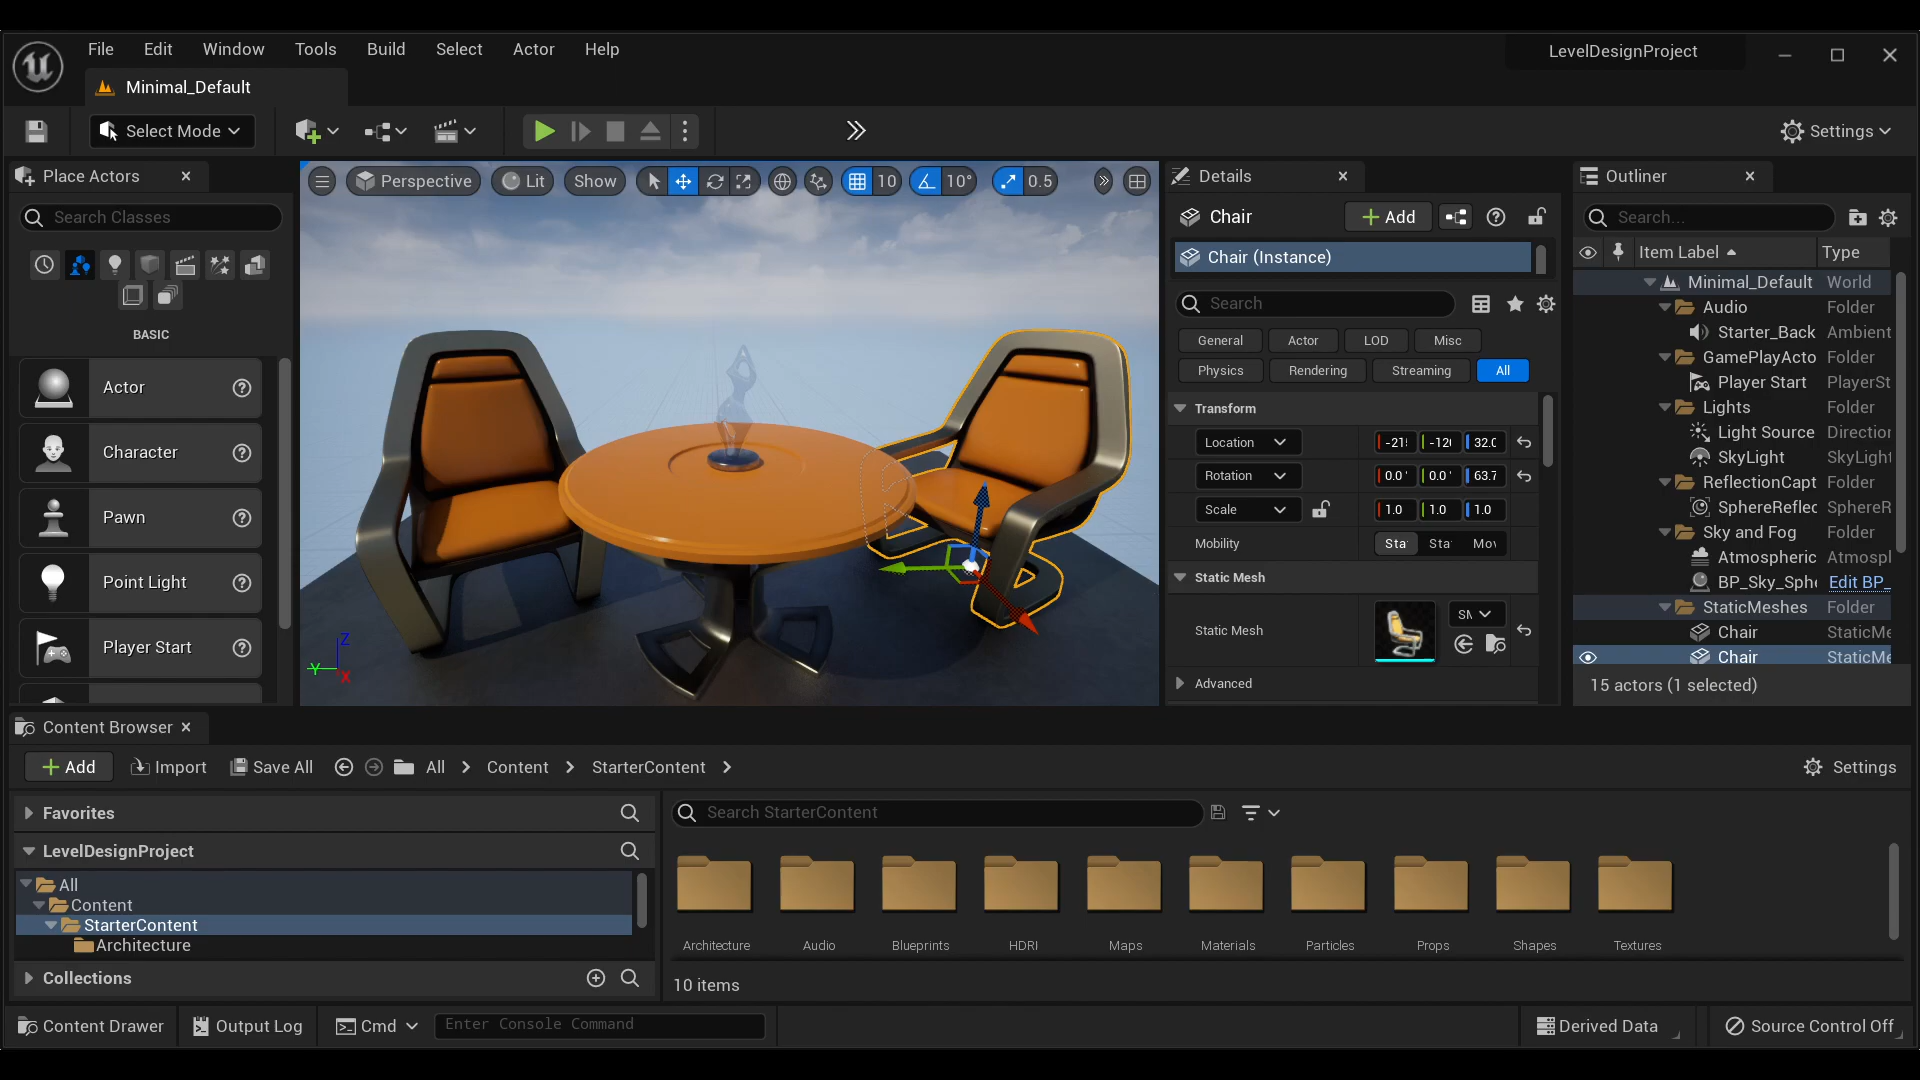 File Edit Window Tools Build Select Actor Help
LevelDesignProject
Minimal_Default
Select Mode
Settings
Place Actors
Search Classes
BASIC
Actor
Character
Pawn
Point Light
Player Start
Perspective Lit Show 10 10° 0.5
Z
Y
X
Details
Chair
+ Add
Chair (Instance)
Search
General Actor LOD Misc
Physics Rendering Streaming All
Transform
Location 32.0
Rotation 0.0 0.0 63.7
Scale 1.0 1.0 1.0
Mobility Sta Sta Mov
Static Mesh
Static Mesh SM
Advanced
Outliner
Search...
Item Label Type
Minimal_Default World
Audio Folder
Starter_Back Ambient
GamePlayActo Folder
Player Start PlayerSt
Lights Folder
Light Source Direction
SkyLight SkyLight
ReflectionCapt Folder
SphereReflec SphereR
Sky and Fog Folder
Atmospheric Atmosph
BP_Sky_Sphe Edit BP_
StaticMeshes Folder
Chair StaticMe
Chair StaticMe
15 actors (1 selected)
Content Browser
+ Add Import Save All All > Content > StarterContent >
Settings
Favorites
LevelDesignProject
All
Content
StarterContent
Architecture
Collections
Search StarterContent
Architecture Audio Blueprints HDRI Maps Materials Particles Props Shapes Textures
10 items
Content Drawer Output Log Cmd Enter Console Command
Derived Data Source Control Off